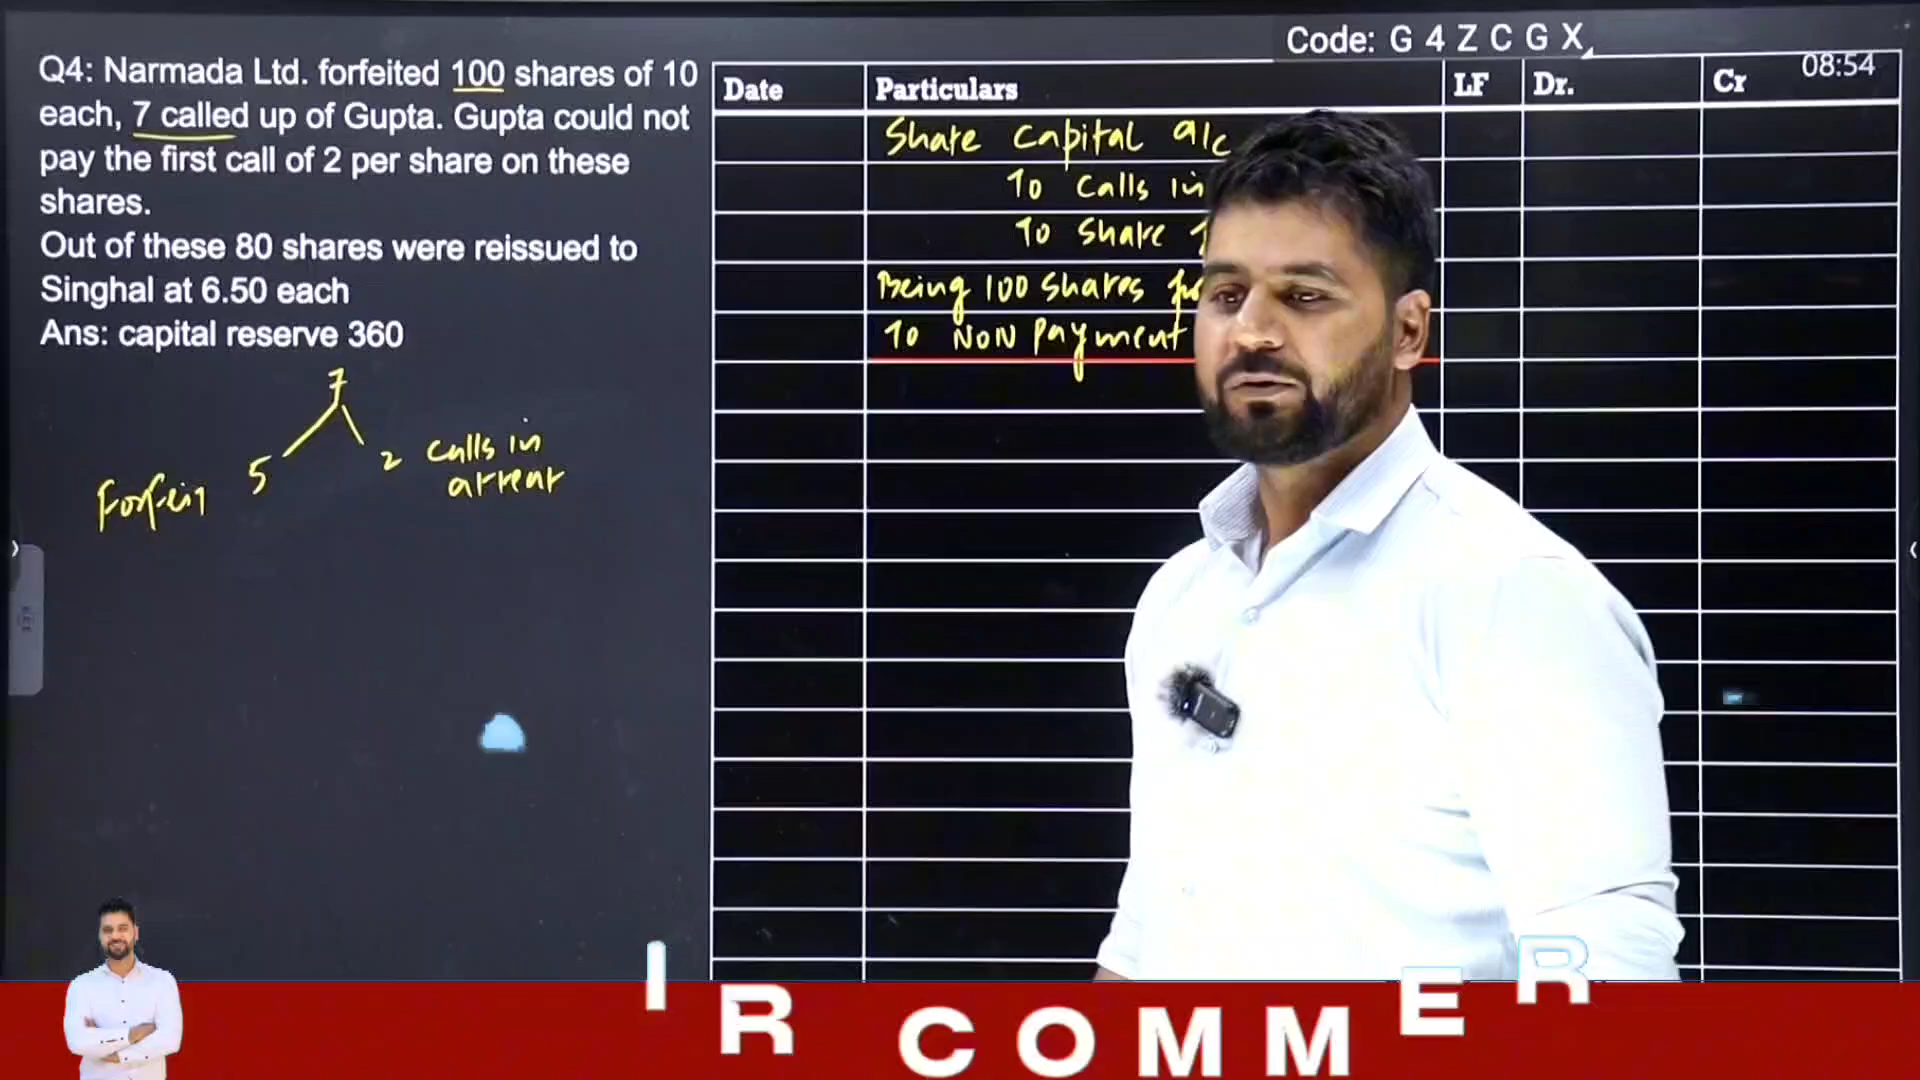 Code: G 4 Z C G X
08:54
Q4: Narmada Ltd. forfeited 100 shares of 10
each, 7 called up of Gupta. Gupta could not
pay the first call of 2 per share on these
shares.
Out of these 80 shares were reissued to
Singhal at 6.50 each
Ans: capital reserve 360
7
5
2
calls in
arrear
Forfeit
Date Particulars LF Dr. Cr
Share capital a/c
To calls in
To share
Being 100 shares
To NON payment
I R COMMER